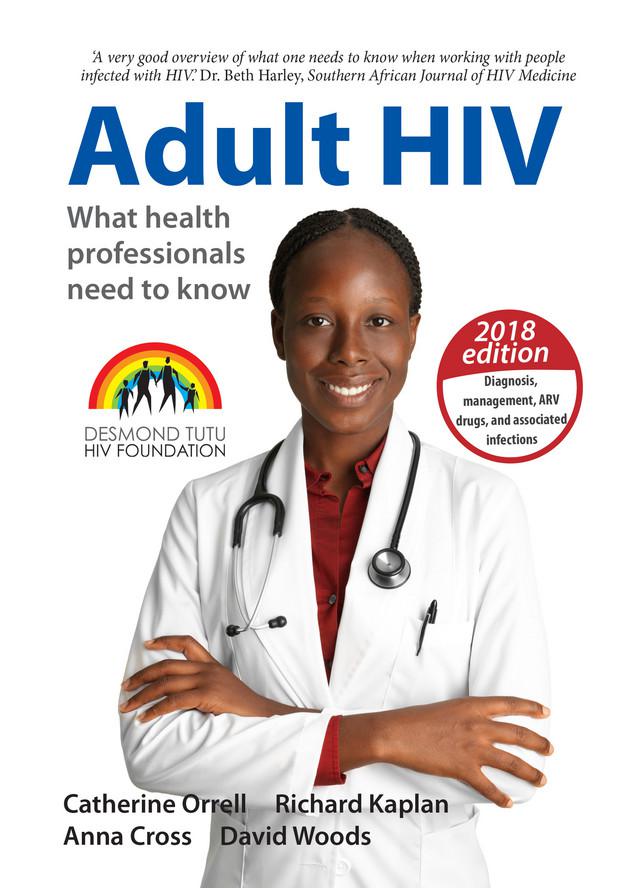 ‘A very good overview of what one needs to know when working with people
infected with HIV.’ Dr. Beth Harley, Southern African Journal of HIV Medicine
Adult HIV
What health
professionals
need to know
2018
edition
Diagnosis,
management, ARV
drugs, and associated
infections
DESMOND TUTU
HIV FOUNDATION
Catherine Orrell Richard Kaplan
Anna Cross David Woods